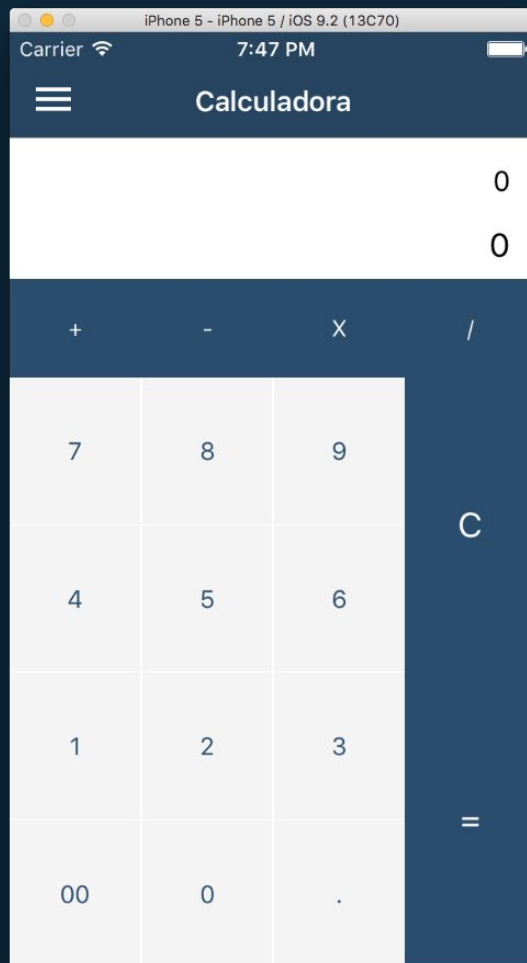 iPhone 5 - iPhone 5 / iOS 9.2 (13C70)
Carrier 7:47 PM
Calculadora
0
0
+ - X /
7 8 9
C
4 5 6
1 2 3
=
00 0 .